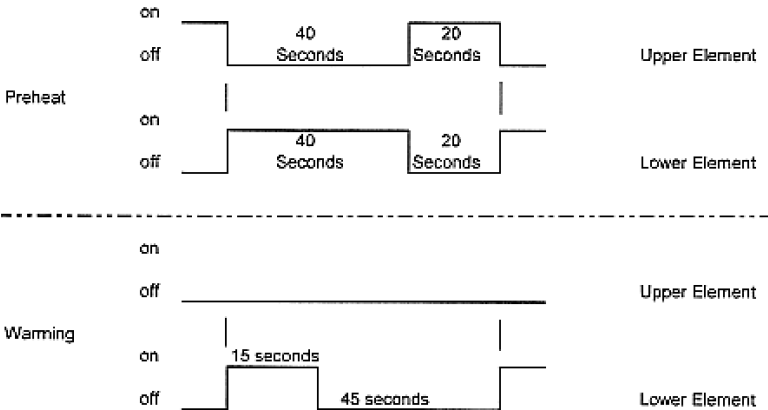 on
40
Seconds
20
Seconds
off
Upper Element
Preheat
on
40
Seconds
20
Seconds
off
Lower Element
on
off
Upper Element
Warming
on
15 seconds
off
45 seconds
Lower Element